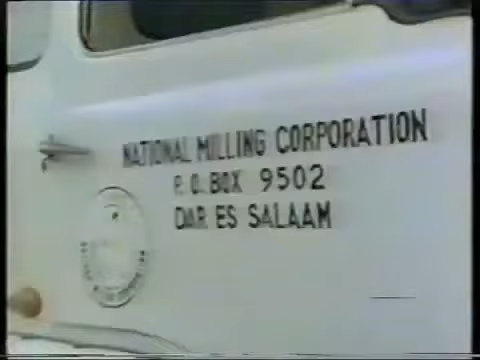 NATIONAL MILLING CORPORATION
P. O. BOX 9502
DAR ES SALAAM